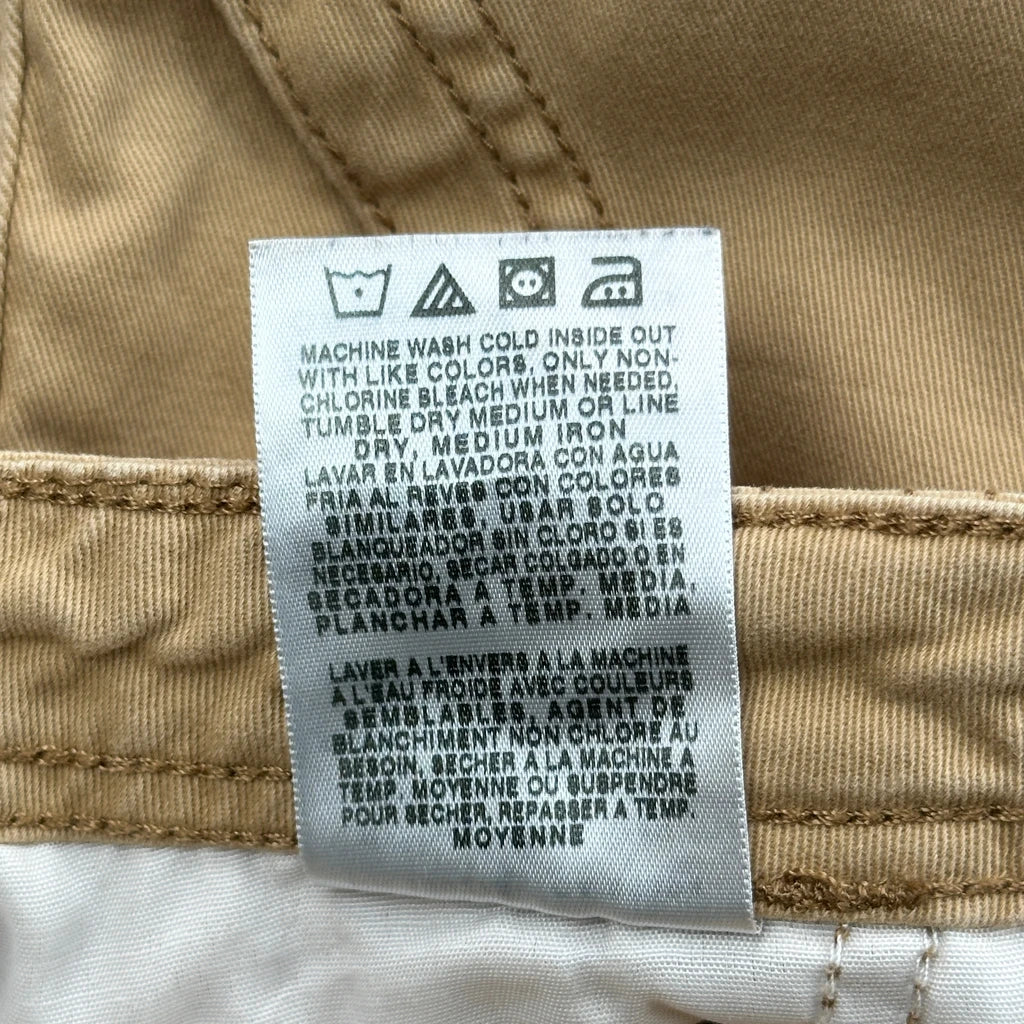 MACHINE WASH COLD INSIDE OUT
WITH LIKE COLORS, ONLY NON-
CHLORINE BLEACH WHEN NEEDED,
TUMBLE DRY MEDIUM OR LINE
DRY, MEDIUM IRON
LAVAR EN LAVADORA CON AGUA
FRIA AL REVES CON COLORES
SIMILARES, USAR SOLO
BLANQUEADOR SIN CLORO SI ES
NECESARIO, SECAR COLGADO O EN
SECADORA A TEMP. MEDIA,
PLANCHAR A TEMP. MEDIA
LAVER A L'ENVERS A LA MACHINE
A L'EAU FROIDE AVEC COULEURS
SEMBLABLES, AGENT DE
BLANCHIMENT NON CHLORE AU
BESOIN, SECHER A LA MACHINE A
TEMP. MOYENNE OU SUSPENDRE
POUR SECHER, REPASSER A TEMP.
MOYENNE